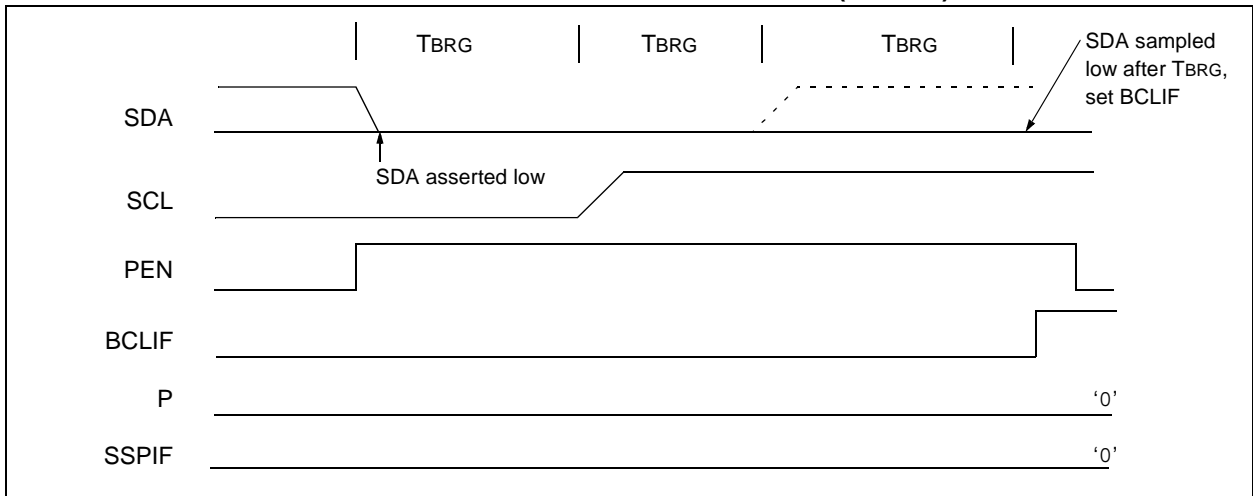 TBRG TBRG TBRG
SDA sampled
low after TBRG,
set BCLIF
SDA
SDA asserted low
SCL
PEN
BCLIF
P
‘0’
SSPIF
‘0’